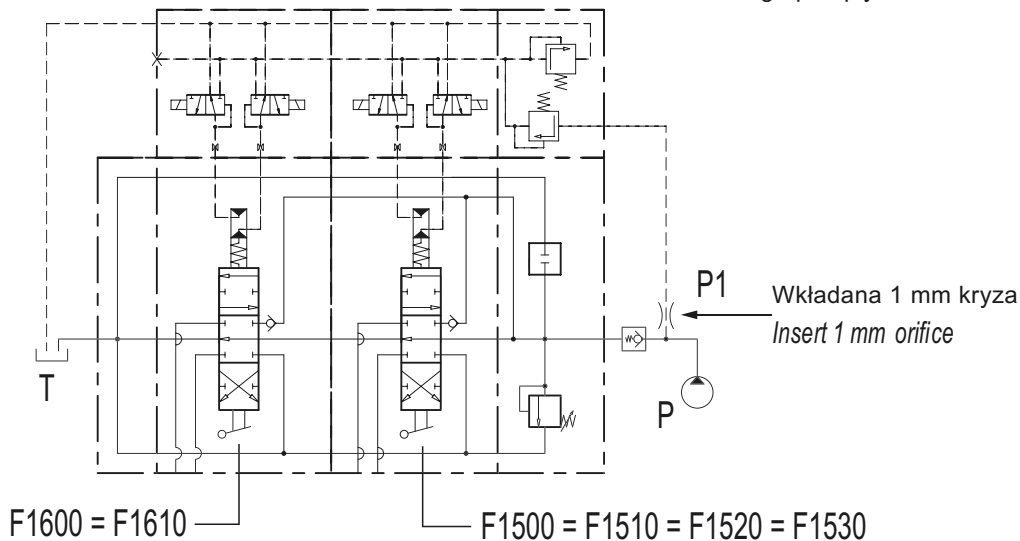 P1
Wkładana 1 mm kryza
Insert 1 mm orifice
T
P
F1600 = F1610
F1500 = F1510 = F1520 = F1530